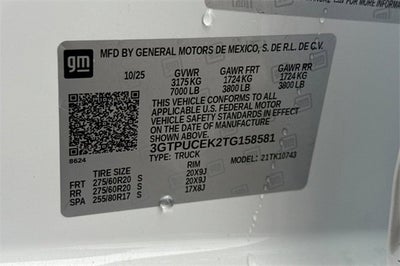 gm
MFD BY GENERAL MOTORS DE MEXICO, S. DE R.L. DE C.V.
10/25 GVWR GAWR FR GAWR RR
3175 KG 1724 KG 1724 KG
7000 LB 3800 LB 3800 LB
THIS VEHICLE CONFORMS TO ALL
APPLICABLE U.S. FEDERAL MOTOR
VEHICLE SAFETY STANDARDS IN EFFECT
ON THE DATE OF MANUFACTURE
SHOWN ABOVE.
8624
3GTPUCEK2TG158581
TYPE: TRUCK MODEL: 21TK10743
TIRE SIZE RIM
FRT 275/60R20 S 20X9J
RR 275/60R20 S 20X9J
SPA 255/80R17 S 17X8J